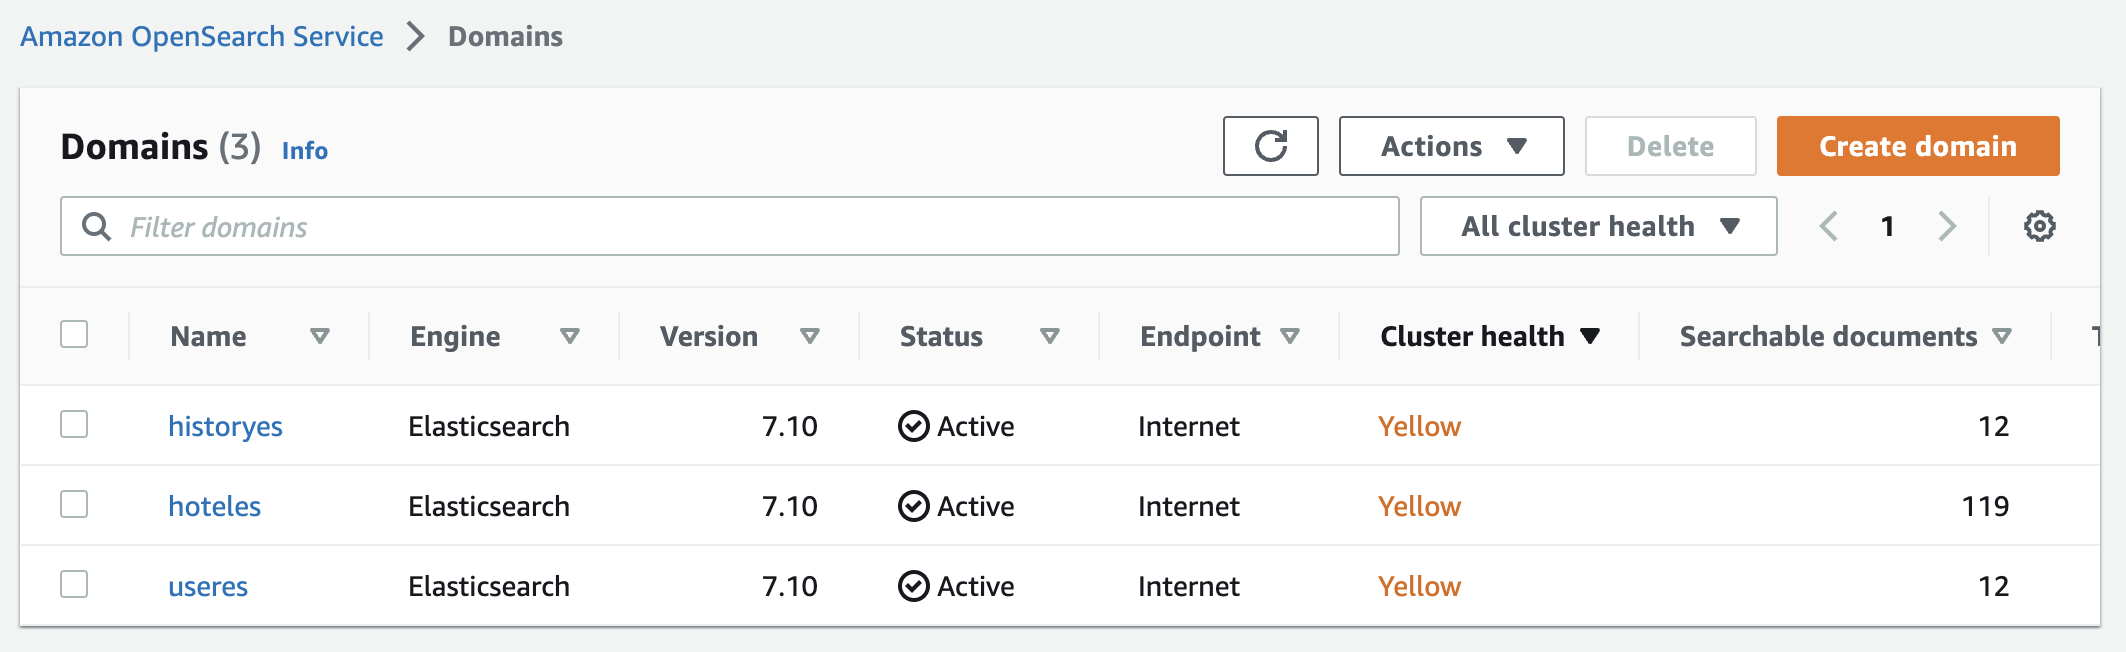 Amazon OpenSearch Service > Domains
Domains (3) Info
Actions
Delete
Create domain
Filter domains
All cluster health
1
Name Engine Version Status Endpoint Cluster health Searchable documents
historyes Elasticsearch 7.10 Active Internet Yellow 12
hoteles Elasticsearch 7.10 Active Internet Yellow 119
useres Elasticsearch 7.10 Active Internet Yellow 12